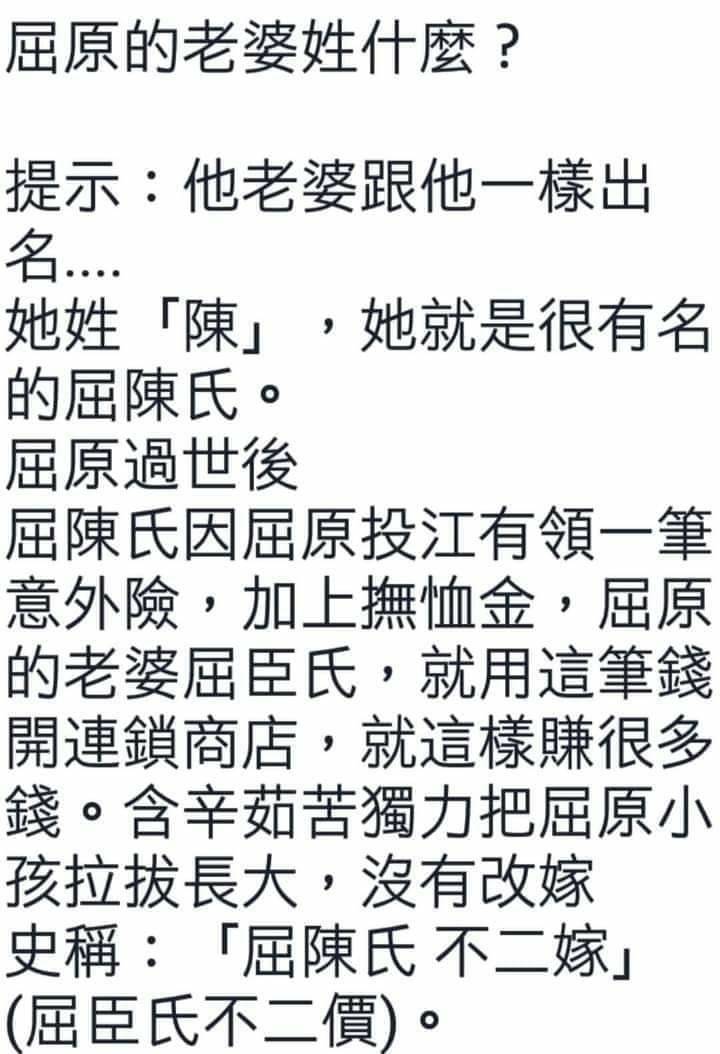 屈原的老婆姓什麼？
提示：他老婆跟他一樣出
名....
她姓「陳」，她就是很有名
的屈陳氏。
屈原過世後
屈陳氏因屈原投江有領一筆
意外險，加上撫恤金，屈原
的老婆屈臣氏，就用這筆錢
開連鎖商店，就這樣賺很多
錢。含辛茹苦獨力把屈原小
孩拉拔長大，沒有改嫁
史稱：「屈陳氏 不二嫁」
(屈臣氏不二價)。